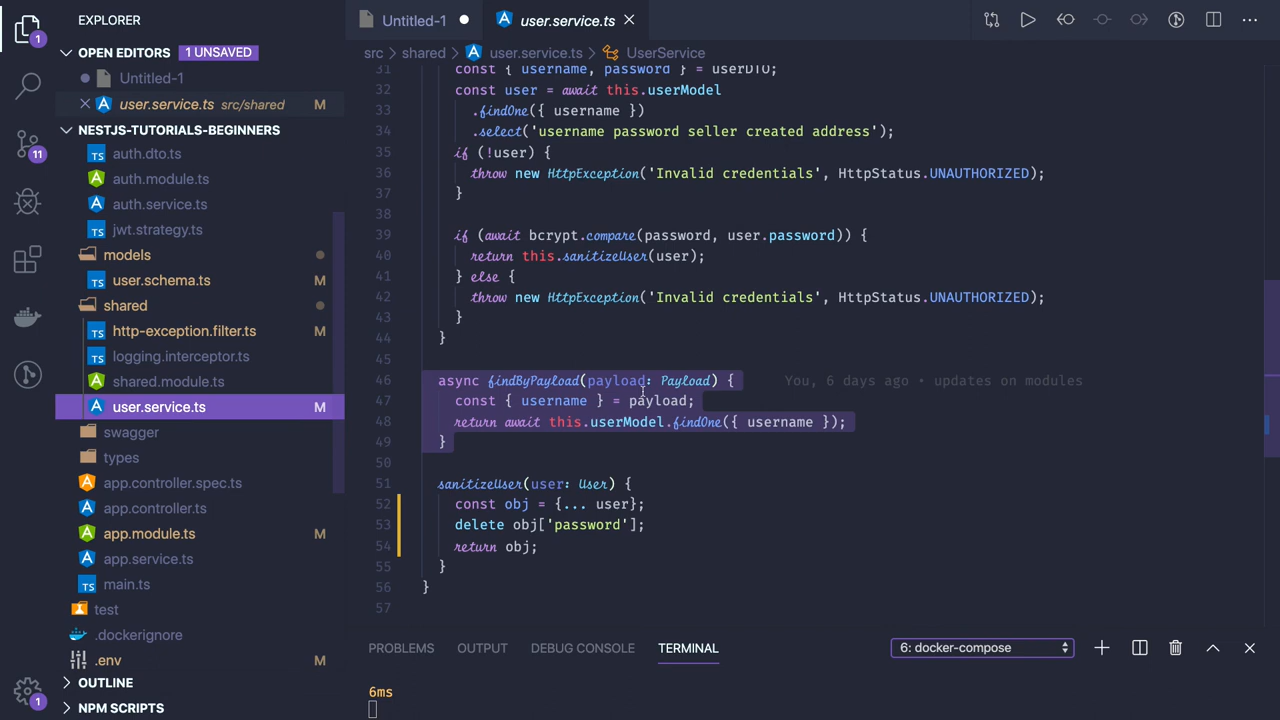 EXPLORER
OPEN EDITORS 1 UNSAVED
Untitled-1
user.service.ts src/shared M
NESTJS-TUTORIALS-BEGINNERS
auth.dto.ts
auth.module.ts
auth.service.ts
jwt.strategy.ts
models
user.schema.ts M
shared
http-exception.filter.ts M
logging.interceptor.ts
shared.module.ts
user.service.ts M
swagger
types
app.controller.spec.ts
app.controller.ts
app.module.ts M
app.service.ts
main.ts
test
.dockerignore
.env M
OUTLINE
NPM SCRIPTS
1
11
1
Untitled-1
user.service.ts
src > shared > user.service.ts > UserService
31 const { username, password } = userDTO;
32 const user = await this.userModel
33 .findOne({ username })
34 .select('username password seller created address');
35 if (!user) {
36 throw new HttpException('Invalid credentials', HttpStatus.UNAUTHORIZED);
37 }
38
39 if (await bcrypt.compare(password, user.password)) {
40 return this.sanitizeUser(user);
41 } else {
42 throw new HttpException('Invalid credentials', HttpStatus.UNAUTHORIZED);
43 }
44 }
45
46 async findByPayload(payload: Payload) { You, 6 days ago • updates on modules
47 const { username } = payload;
48 return await this.userModel.findOne({ username });
49 }
50
51 sanitizeUser(user: User) {
52 const obj = {... user};
53 delete obj['password'];
54 return obj;
55 }
56 }
57
PROBLEMS OUTPUT DEBUG CONSOLE TERMINAL 6: docker-compose
6ms